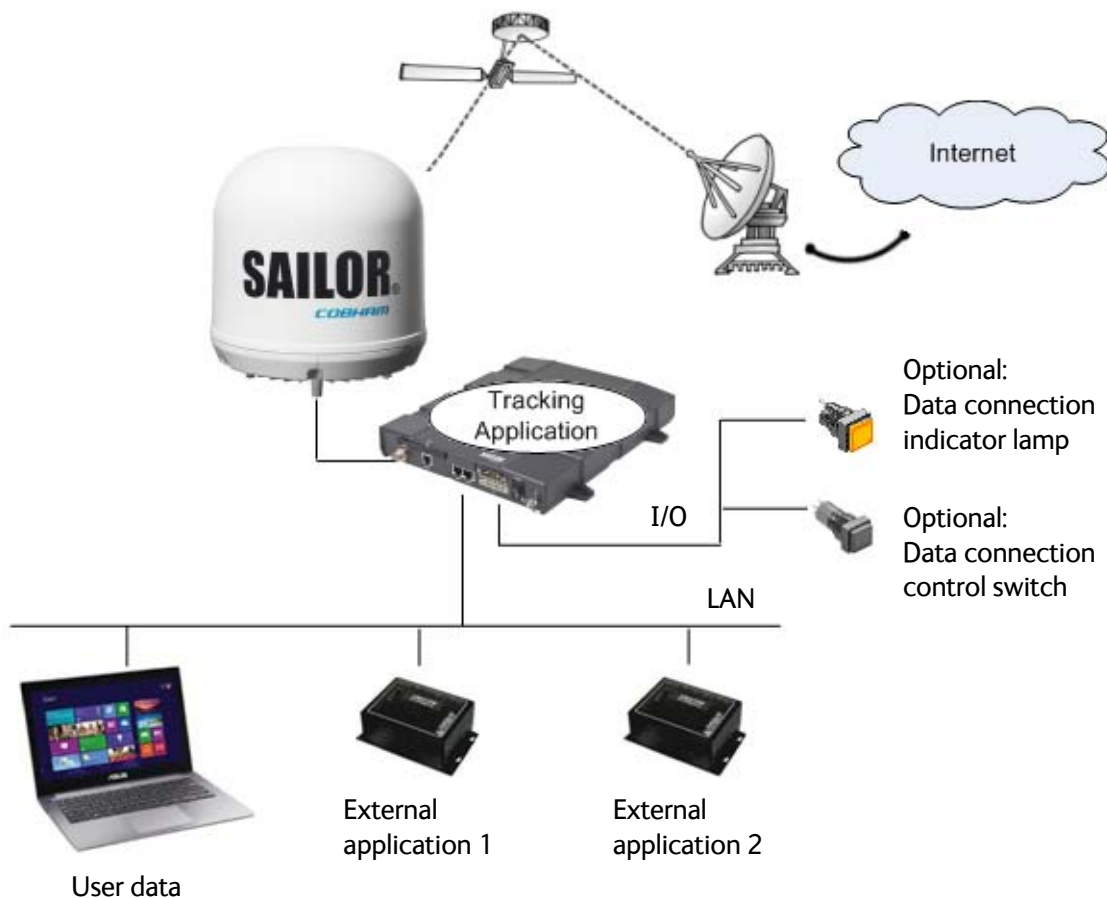 Internet
SAILOR®
COBHAM
Tracking
Application
Optional:
Data connection
indicator lamp
I/O
Optional:
Data connection
control switch
LAN
ASUS
External
application 1
External
application 2
User data